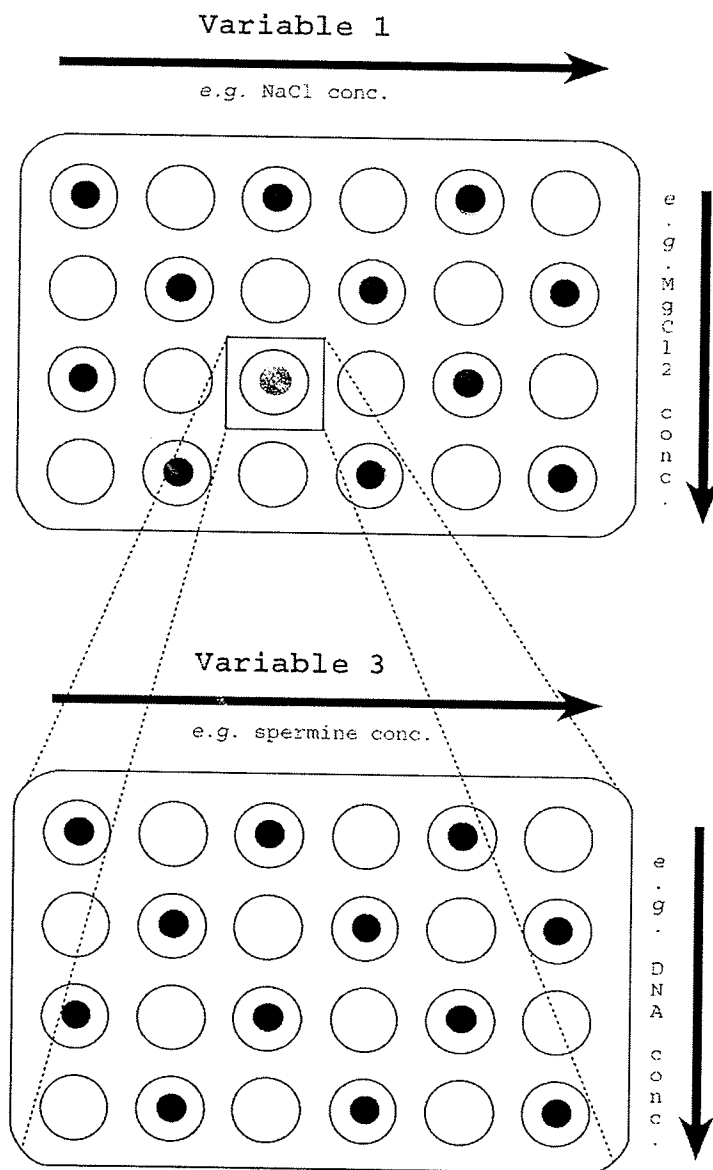 Variable 1
e.g. NaCl conc.
e.g.MgCl2 conc.
Variable 3
e.g. spermine conc.
e.g. DNA conc.